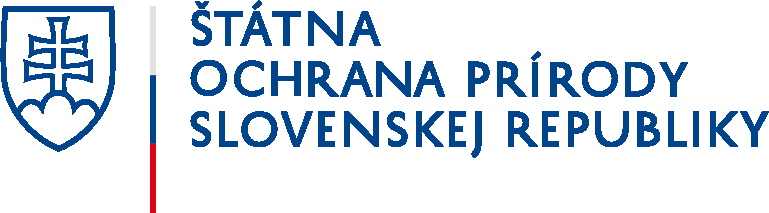 ŠTÁTNA
OCHRANA PRÍRODY
SLOVENSKEJ REPUBLIKY